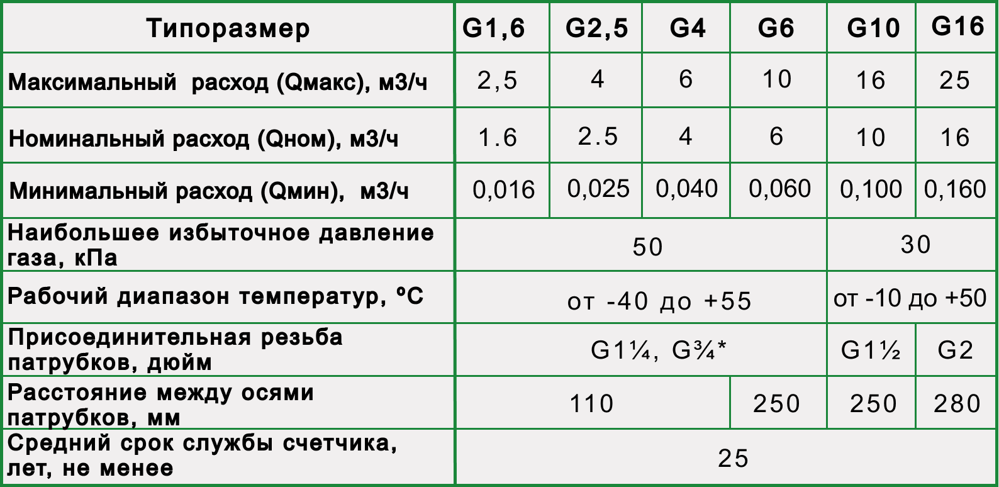 Типоразмер G1,6 G2,5 G4 G6 G10 G16
Максимальный расход (Qмакс), м3/ч 2,5 4 6 10 16 25
Номинальный расход (Qном), м3/ч 1.6 2.5 4 6 10 16
Минимальный расход (Qмин), м3/ч 0,016 0,025 0,040 0,060 0,100 0,160
Наибольшее избыточное давление
газа, кПа 50 30
Рабочий диапазон температур, ºС от -40 до +55 от -10 до +50
Присоединительная резьба
патрубков, дюйм G1¼, G¾* G1½ G2
Расстояние между осями
патрубков, мм 110 250 250 280
Средний срок службы счетчика,
лет, не менее 25